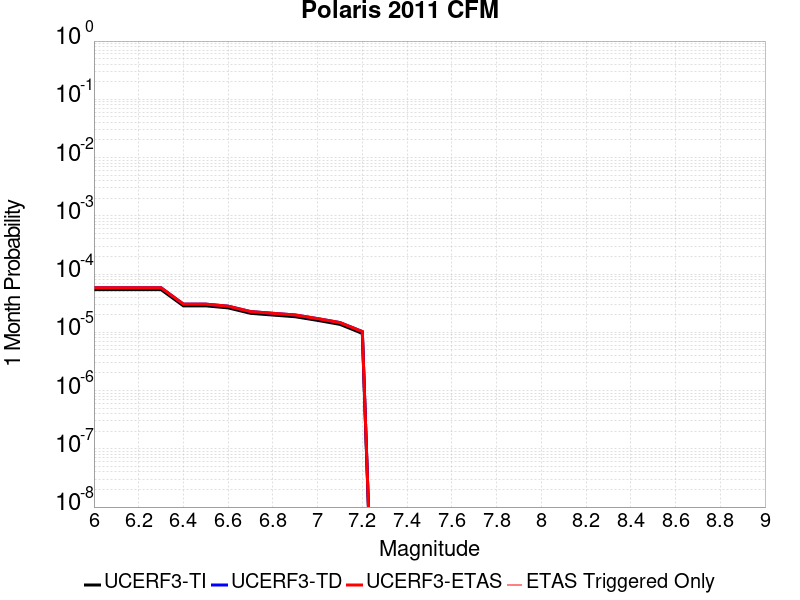 Polaris 2011 CFM
10^0
10^-1
10^-2
10^-3
10^-4
10^-5
10^-6
10^-7
10^-8
1 Month Probability
6 6.2 6.4 6.6 6.8 7 7.2 7.4 7.6 7.8 8 8.2 8.4 8.6 8.8 9
Magnitude
UCERF3-TI UCERF3-TD UCERF3-ETAS ETAS Triggered Only